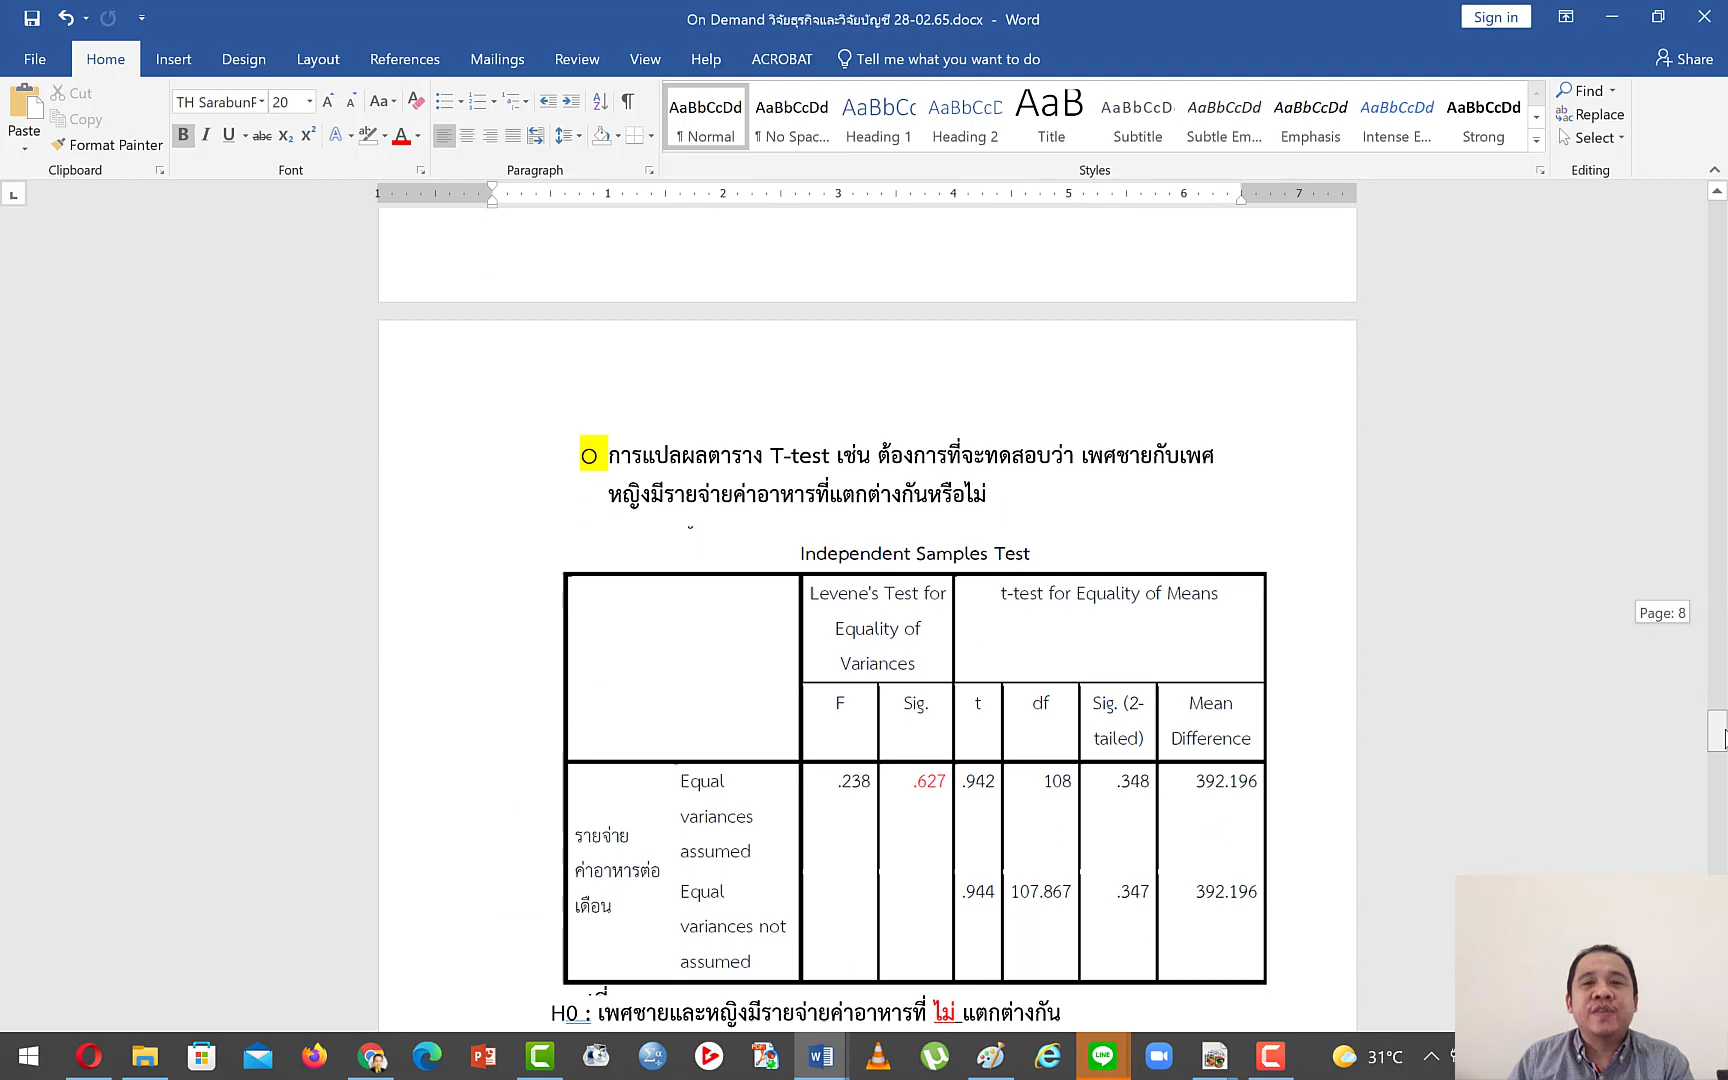 On Demand วิจัยธุรกิจและวิจัยบัญชี 28-02.65.docx - Word
Sign in
File Home Insert Design Layout References Mailings Review View Help ACROBAT Tell me what you want to do
Share
Paste
Cut
Copy
Format Painter
Clipboard
TH SarabunP 20
Font
Paragraph
AaBbCcDd AaBbCcDd AaBbCc AaBbCcD AaB AaBbCcD AaBbCcDd AaBbCcDd AaBbCcDd AaBbCcDd
¶ Normal ¶ No Spac... Heading 1 Heading 2 Title Subtitle Subtle Em... Emphasis Intense E... Strong
Styles
Find
Replace
Select
Editing
1 1 2 3 4 5 6 7
การแปลผลตาราง T-test เช่น ต้องการที่จะทดสอบว่า เพศชายกับเพศ
หญิงมีรายจ่ายค่าอาหารที่แตกต่างกันหรือไม่
Independent Samples Test
Levene's Test for
Equality of
Variances
t-test for Equality of Means
F Sig. t df Sig. (2-
tailed)
Mean
Difference
รายจ่าย
ค่าอาหารต่อ
เดือน
Equal
variances
assumed
.238 .627 .942 108 .348 392.196
Equal
variances not
assumed
.944 107.867 .347 392.196
H0 : เพศชายและหญิงมีรายจ่ายค่าอาหารที่ ไม่ แตกต่างกัน
Page: 8
31°C